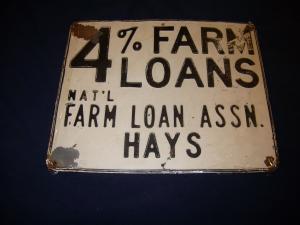 4% FARM
LOANS
NAT'L
FARM LOAN ASSN.
HAYS